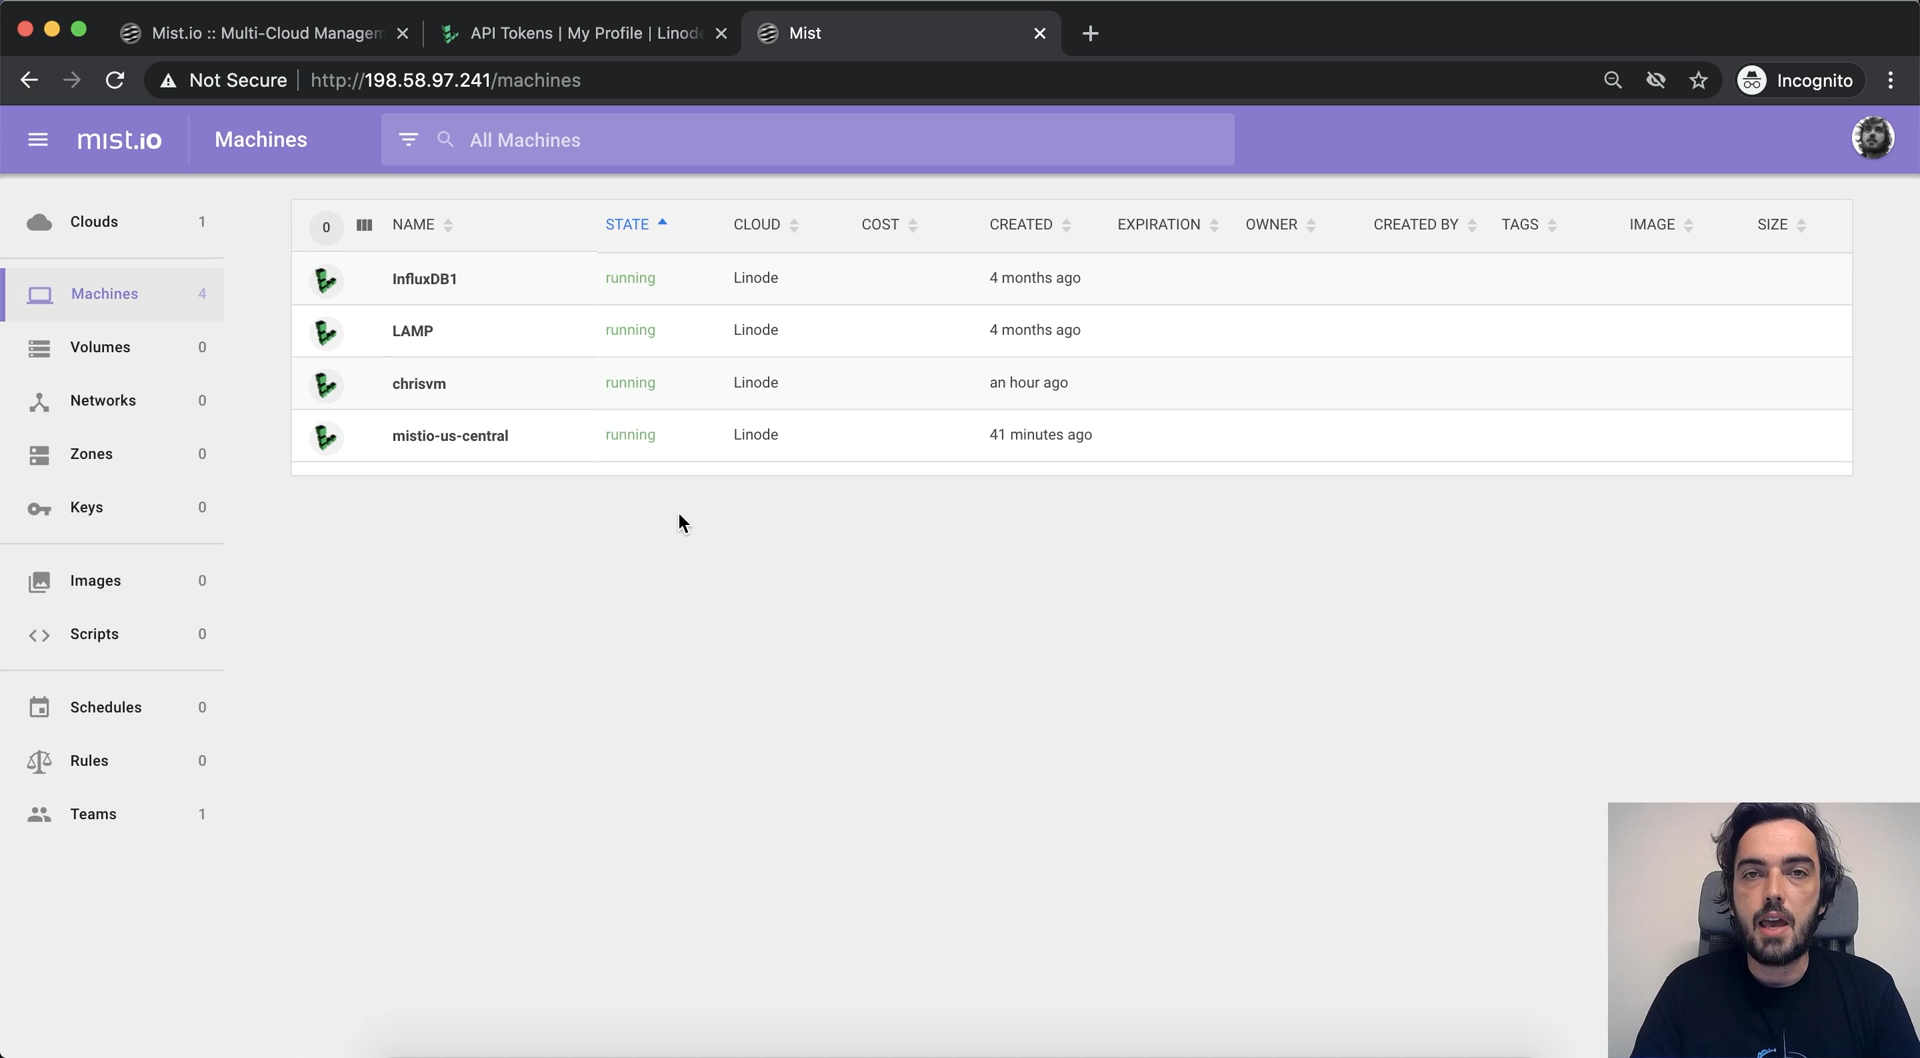 Mist.io :: Multi-Cloud Managem
API Tokens | My Profile | Linod
Mist
Not Secure
http://198.58.97.241/machines
Incognito
mist.io
Machines
All Machines
Clouds 1
Machines 4
Volumes 0
Networks 0
Zones 0
Keys 0
Images 0
Scripts 0
Schedules 0
Rules 0
Teams 1
0 NAME STATE CLOUD COST CREATED EXPIRATION OWNER CREATED BY TAGS IMAGE SIZE
InfluxDB1 running Linode 4 months ago
LAMP running Linode 4 months ago
chrisvm running Linode an hour ago
mistio-us-central running Linode 41 minutes ago